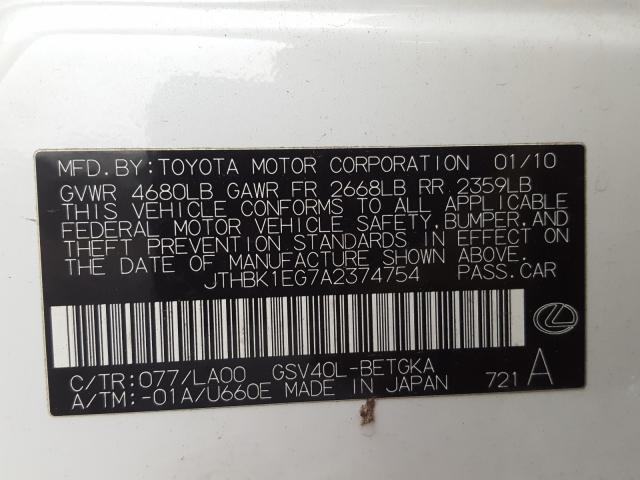 MFD.BY:TOYOTA MOTOR CORPORATION 01/10
GVWR 4680LB GAWR FR 2668LB RR 2359LB
THIS VEHICLE CONFORMS TO ALL APPLICABLE
FEDERAL MOTOR VEHICLE SAFETY,BUMPER,AND
THEFT PREVENTION STANDARDS IN EFFECT ON
THE DATE OF MANUFACTURE SHOWN ABOVE.
JTHBK1EG7A2374754 PASS.CAR
C/TR:077/LA00 GSV40L-BETGKA
A/TM:-01A/U660E MADE IN JAPAN 721 A